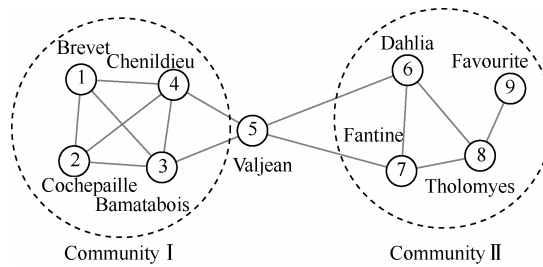 Brevet
Chenildieu
1
4
2
3
Cochepaille
Bamatabois
5
Valjean
Dahlia
6
Favourite
9
Fantine
7
8
Tholomyes
Community I
Community II